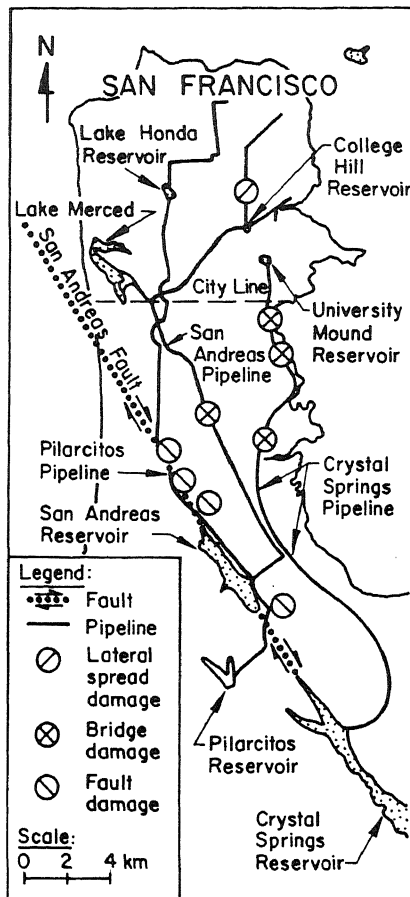 N
SAN FRANCISCO
Lake Honda
Reservoir
College
Hill
Reservoir
Lake Merced
San Andreas Fault
City Line
University
Mound
Reservoir
San
Andreas
Pipeline
Pilarcitos
Pipeline
Crystal
Springs
Pipeline
San Andreas
Reservoir
Legend:
Fault
Pipeline
Lateral
spread
damage
Bridge
damage
Fault
damage
Scale:
0 2 4 km
Pilarcitos
Reservoir
Crystal
Springs
Reservoir